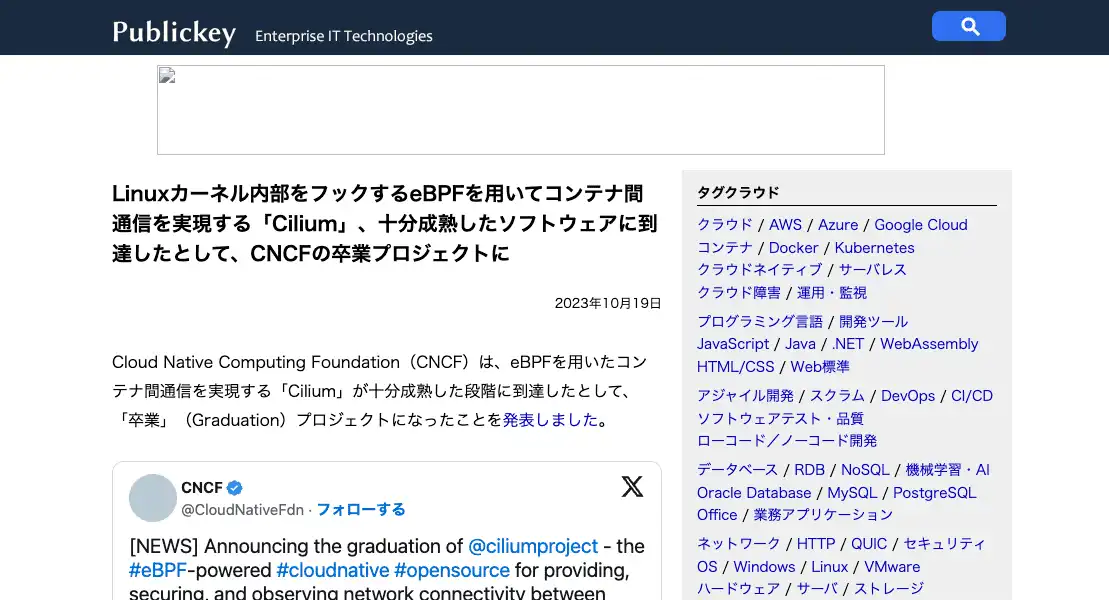 Publickey Enterprise IT Technologies
Linuxカーネル内部をフックするeBPFを用いてコンテナ間
通信を実現する「Cilium」、十分成熟したソフトウェアに到
達したとして、CNCFの卒業プロジェクトに
2023年10月19日
Cloud Native Computing Foundation（CNCF）は、eBPFを用いたコン
テナ間通信を実現する「Cilium」が十分成熟した段階に到達したとして、
「卒業」（Graduation）プロジェクトになったことを発表しました。
CNCF
@CloudNativeFdn · フォローする
[NEWS] Announcing the graduation of @ciliumproject - the
#eBPF-powered #cloudnative #opensource for providing,
securing, and observing network connectivity between
タグクラウド
クラウド / AWS / Azure / Google Cloud
コンテナ / Docker / Kubernetes
クラウドネイティブ / サーバレス
クラウド障害 / 運用・監視
プログラミング言語 / 開発ツール
JavaScript / Java / .NET / WebAssembly
HTML/CSS / Web標準
アジャイル開発 / スクラム / DevOps / CI/CD
ソフトウェアテスト・品質
ローコード／ノーコード開発
データベース / RDB / NoSQL / 機械学習・AI
Oracle Database / MySQL / PostgreSQL
Office / 業務アプリケーション
ネットワーク / HTTP / QUIC / セキュリティ
OS / Windows / Linux / VMware
ハードウェア / サーバ / ストレージ